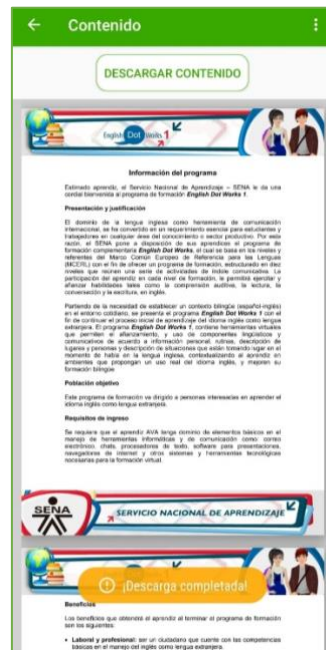 Contenido
DESCARGAR CONTENIDO
English Dot Works 1
Información del programa
Estimado aprendiz, el Servicio Nacional de Aprendizaje – SENA le da una
cordial bienvenida al programa de formación English Dot Works 1.
Presentación y justificación
El dominio de la lengua inglesa como herramienta de comunicación
internacional, se ha convertido en un requerimiento esencial para estudiantes y
trabajadores en cualquier área del conocimiento o sector productivo. Por esta
razón, el SENA pone a disposición de sus aprendices el programa de
formación complementaria English Dot Works, el cual se basa en los niveles y
referentes del Marco Común Europeo de Referencia para las Lenguas
(MCERL) con el fin de ofrecer un programa de formación, estructurado en diez
niveles que reúnen una serie de actividades de índole comunicativa. La
participación del aprendiz en cada nivel de formación, le permitirá ejercitar y
afianzar habilidades tales como la comprensión auditiva, la lectura, la
conversación y la escritura, en inglés.
Partiendo de la necesidad de establecer un contexto bilingüe (español-inglés)
en el entorno cotidiano, se presenta el programa English Dot Works 1 con el
fin de continuar el proceso inicial de aprendizaje del idioma inglés como lengua
extranjera. El programa English Dot Works 1, contiene herramientas virtuales
que permiten el afianzamiento, y uso de componentes lingüísticos y
comunicativos de acuerdo a información personal, rutinas, descripción de
lugares y personas y descripción de situaciones que están tomando lugar en el
momento de habla en la lengua inglesa, contextualizando al aprendiz en
ambientes que propongan un uso real del idioma inglés, y mejoren su
formación bilingüe
Población objetivo
Este programa de formación va dirigido a personas interesadas en aprender el
idioma inglés como lengua extranjera.
Requisitos de ingreso
Se requiere que el aprendiz AVA tenga dominio de elementos básicos en el
manejo de herramientas informáticas y de comunicación como: correo
electrónico, chats, procesadores de texto, software para presentaciones,
navegadores de internet y otros sistemas y herramientas tecnológicas
necesarias para la formación virtual.
SENA
SERVICIO NACIONAL DE APRENDIZAJE
¡Descarga completada!
Beneficios
Los beneficios que obtendrá el aprendiz al terminar el programa de formación
son los siguientes:
• Laboral y profesional: ser un ciudadano que cuente con las competencias
básicas en el manejo del inglés como lengua extranjera.